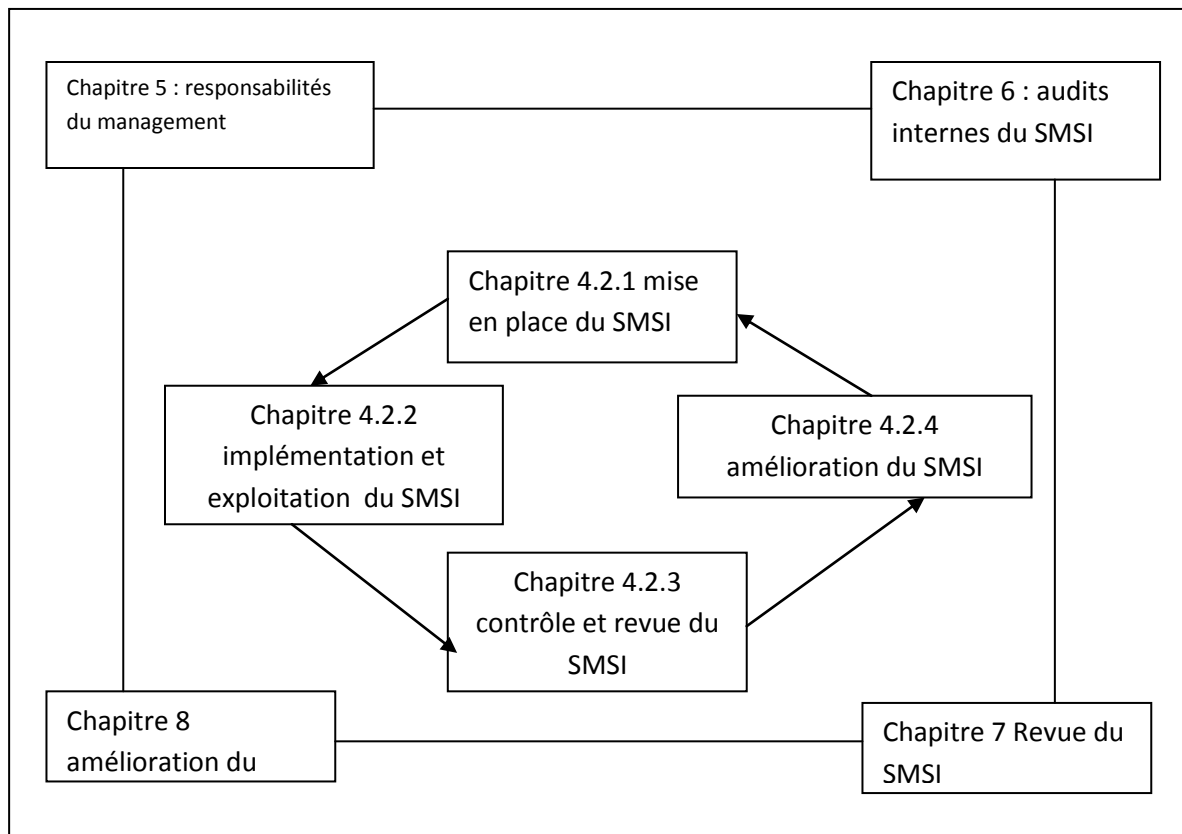 Chapitre 5 : responsabilités
du management
Chapitre 6 : audits
internes du SMSI
Chapitre 4.2.1 mise
en place du SMSI
Chapitre 4.2.2
implémentation et
exploitation  du SMSI
Chapitre 4.2.4
amélioration du SMSI
Chapitre 4.2.3
contrôle et revue du
SMSI
Chapitre 8
amélioration du
Chapitre 7 Revue du
SMSI